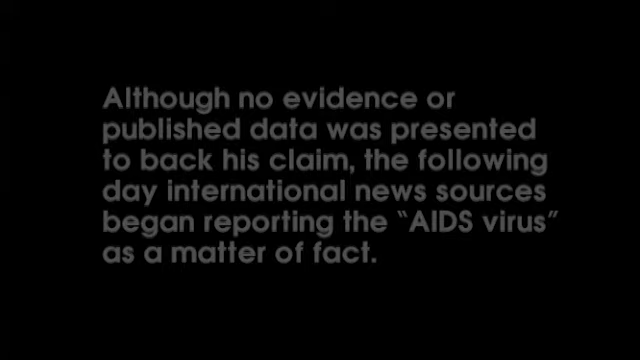 Although no evidence or
published data was presented
to back his claim, the following
day international news sources
began reporting the “AIDS virus”
as a matter of fact.